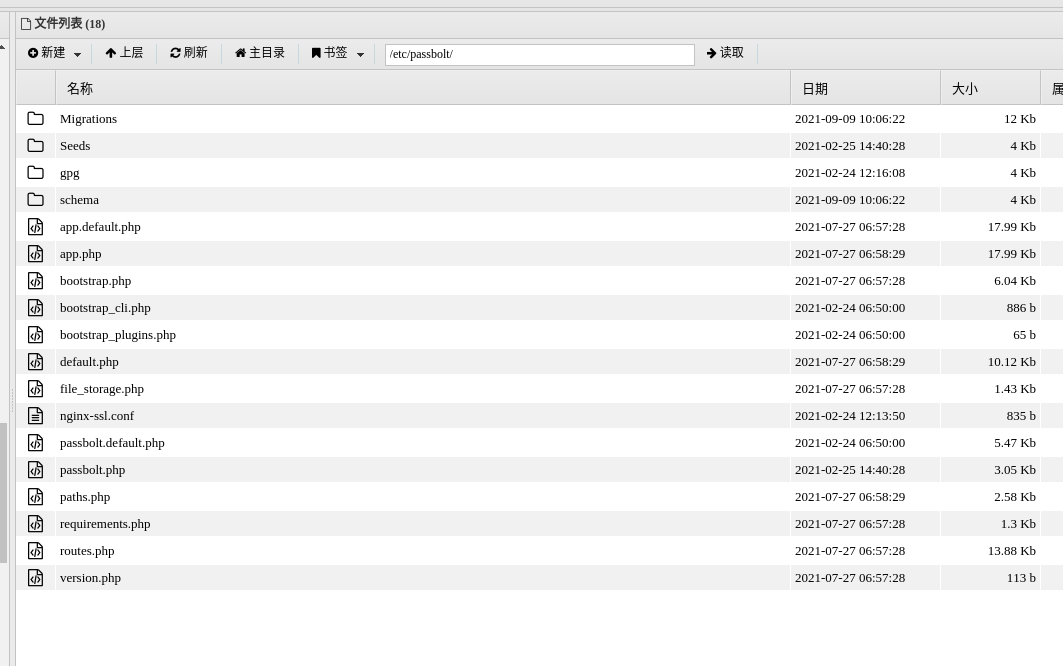 文件列表 (18)
新建 上层 刷新 主目录 书签 /etc/passbolt/ 读取
名称 日期 大小 属
Migrations 2021-09-09 10:06:22 12 Kb
Seeds 2021-02-25 14:40:28 4 Kb
gpg 2021-02-24 12:16:08 4 Kb
schema 2021-09-09 10:06:22 4 Kb
app.default.php 2021-07-27 06:57:28 17.99 Kb
app.php 2021-07-27 06:58:29 17.99 Kb
bootstrap.php 2021-07-27 06:57:28 6.04 Kb
bootstrap_cli.php 2021-02-24 06:50:00 886 b
bootstrap_plugins.php 2021-02-24 06:50:00 65 b
default.php 2021-07-27 06:58:29 10.12 Kb
file_storage.php 2021-07-27 06:57:28 1.43 Kb
nginx-ssl.conf 2021-02-24 12:13:50 835 b
passbolt.default.php 2021-02-24 06:50:00 5.47 Kb
passbolt.php 2021-02-25 14:40:28 3.05 Kb
paths.php 2021-07-27 06:58:29 2.58 Kb
requirements.php 2021-07-27 06:57:28 1.3 Kb
routes.php 2021-07-27 06:57:28 13.88 Kb
version.php 2021-07-27 06:57:28 113 b